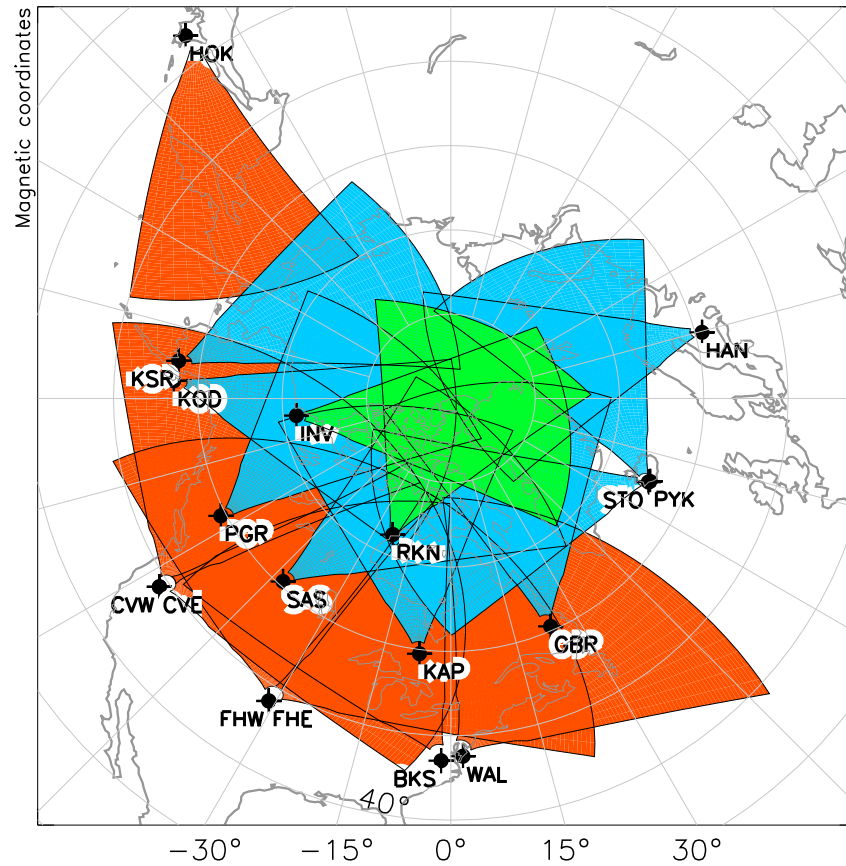 Magnetic coordinates
HOK
HAN
KSR
KOD
INV
STO PYK
PGR
RKN
SAS
CVW CVE
GBR
KAP
FHW FHE
BKS
WAL
40°
-30° -15° 0° 15° 30°